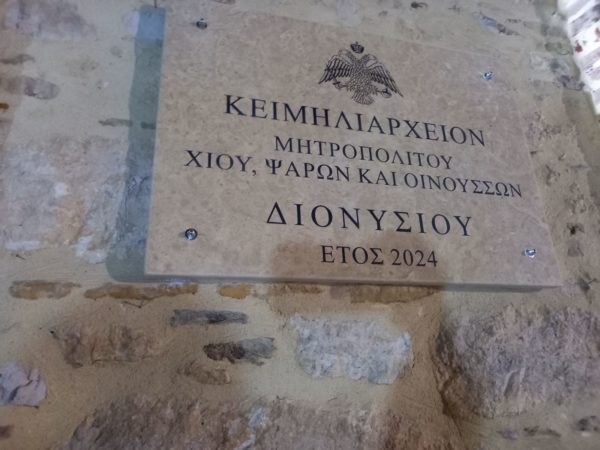 ΚΕΙΜΗΛΙΑΡΧΕΙΟΝ
ΜΗΤΡΟΠΟΛΙΤΟΥ
ΧΙΟΥ, ΨΑΡΩΝ ΚΑΙ ΟΙΝΟΥΣΣΩΝ
ΔΙΟΝΥΣΙΟΥ
ΕΤΟΣ 2024